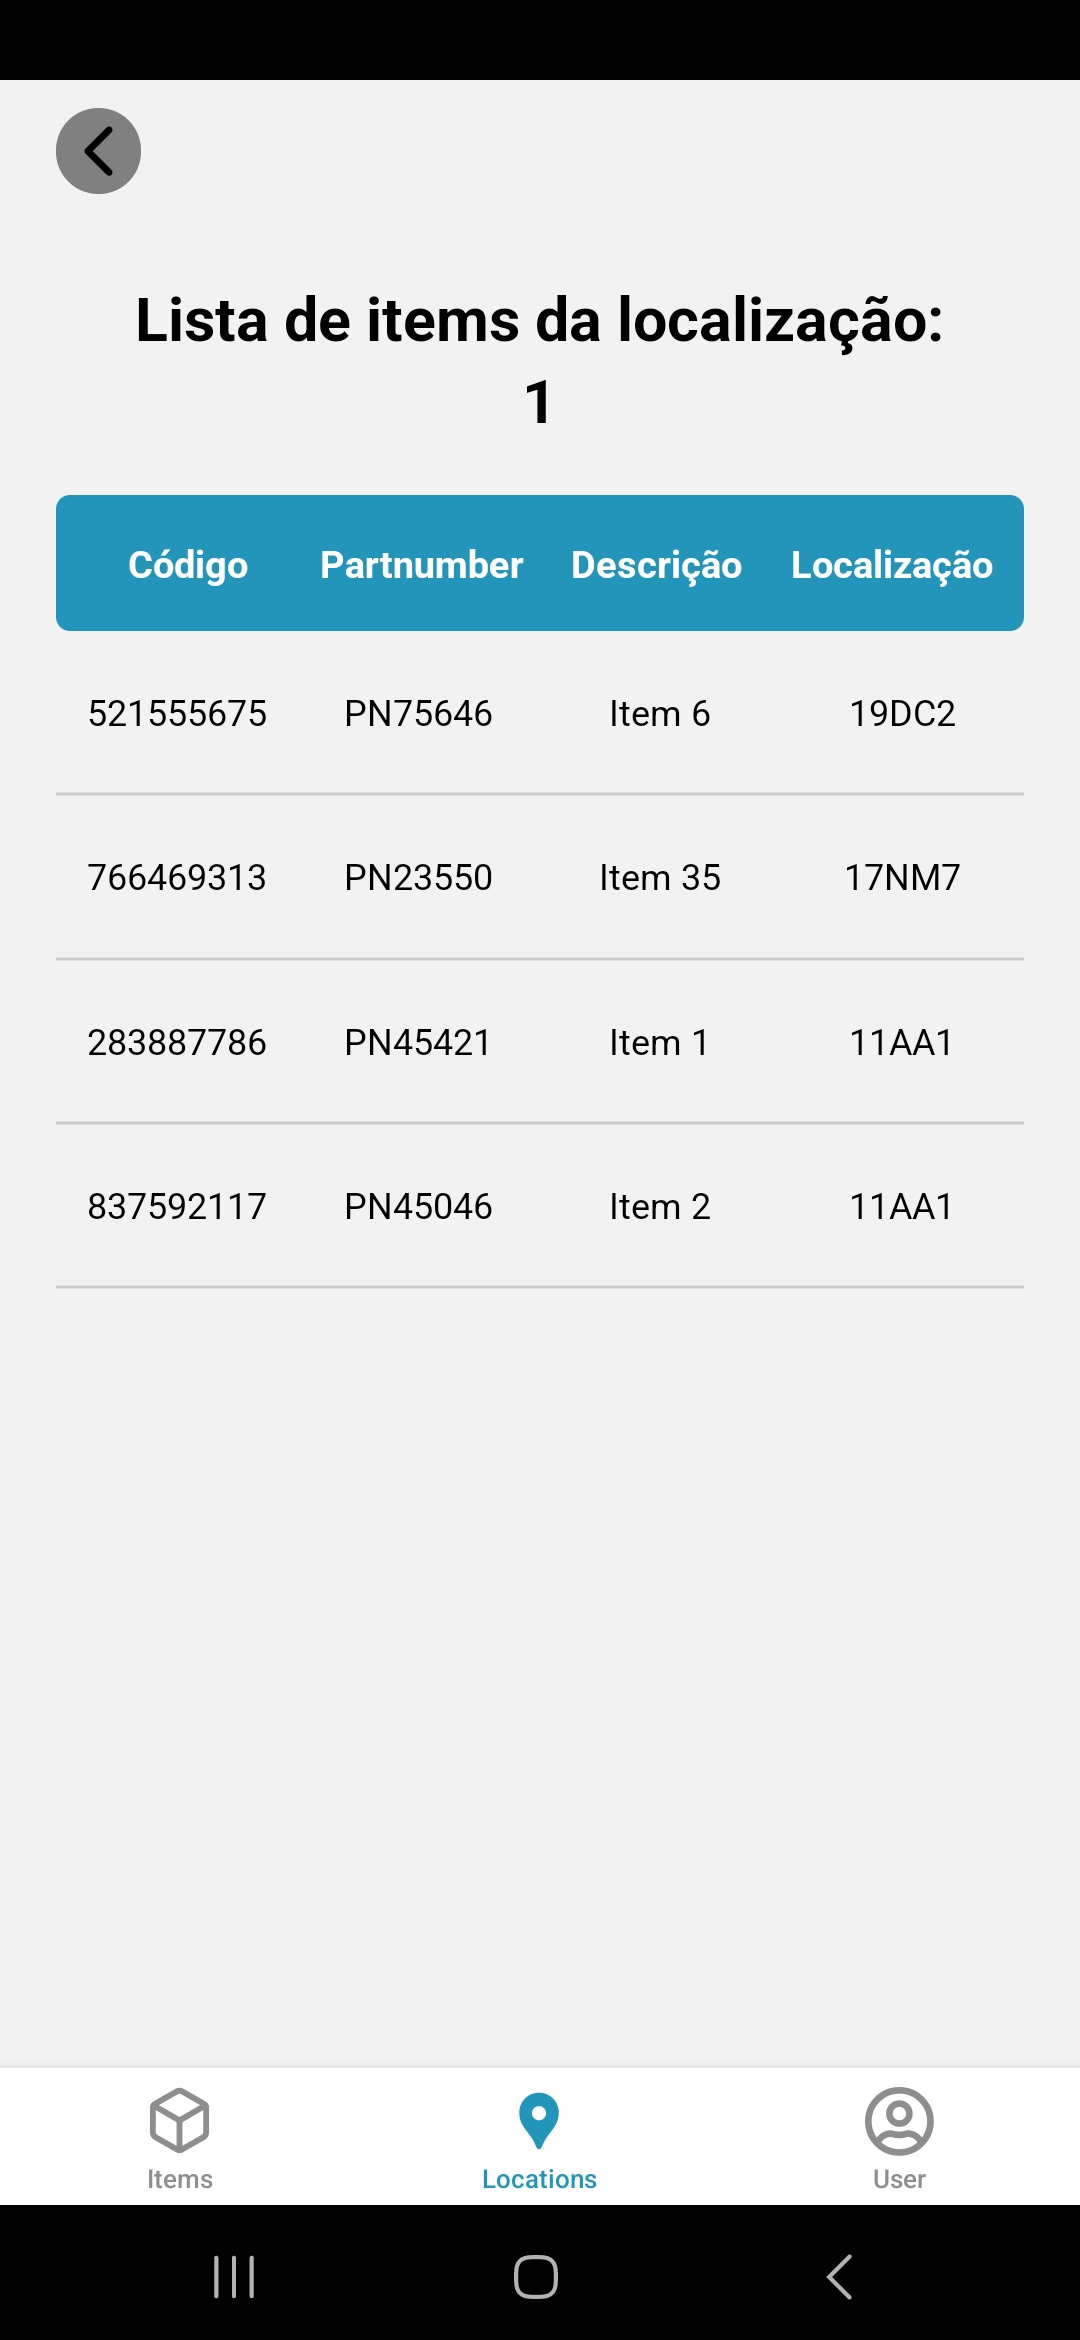 Lista de items da localização:
1
Código Partnumber Descrição Localização
521555675 PN75646 Item 6 19DC2
766469313 PN23550 Item 35 17NM7
283887786 PN45421 Item 1 11AA1
837592117 PN45046 Item 2 11AA1
Items Locations User